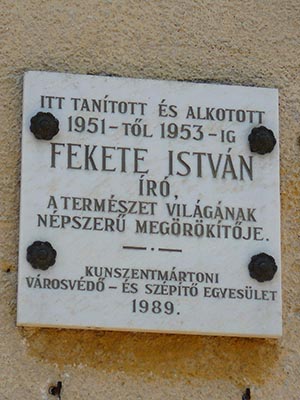 ITT TANÍTOTT ÉS ALKOTOTT
1951-TŐL 1953-IG
FEKETE ISTVÁN
ÍRÓ,
A TERMÉSZET VILÁGÁNAK
NÉPSZERŰ MEGÖRÖKÍTŐJE.
KUNSZENTMÁRTONI
VÁROSVÉDŐ- ÉS SZÉPÍTŐ EGYESÜLET
1989.